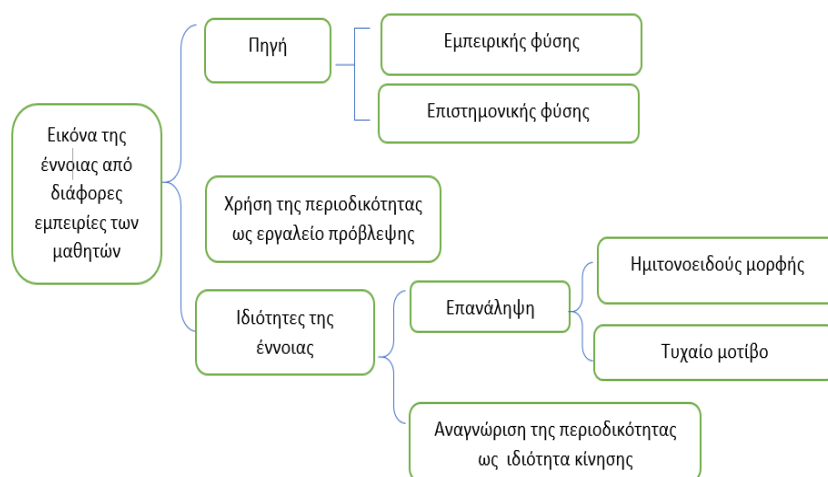 Εικόνα της
έννοιας από
διάφορες
εμπειρίες των
μαθητών
Πηγή
Εμπειρικής φύσης
Επιστημονικής φύσης
Χρήση της περιοδικότητας
ως εργαλείο πρόβλεψης
Ιδιότητες της
έννοιας
Επανάληψη
Ημιτονοειδούς μορφής
Τυχαίο μοτίβο
Αναγνώριση της περιοδικότητας
ως ιδιότητα κίνησης